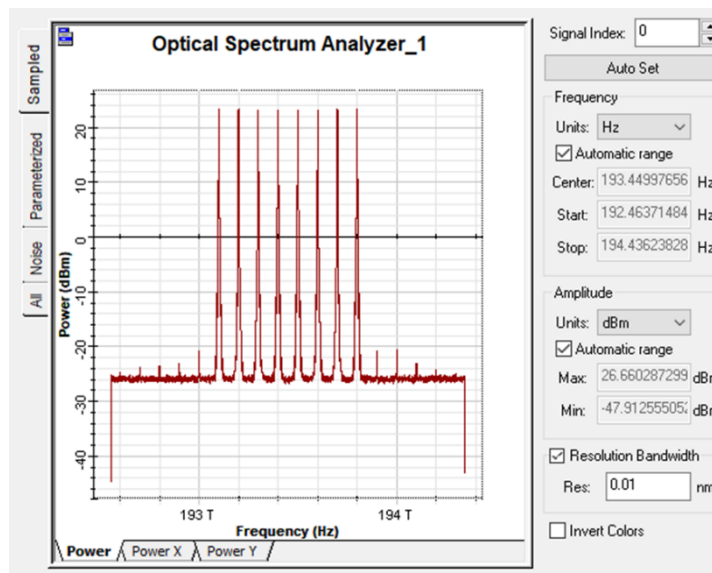 Optical Spectrum Analyzer_1
Sampled
Parameterized
Noise
All
Power (dBm)
20
10
0
-10
-20
-30
-40
193 T
194 T
Frequency (Hz)
Power
Power X
Power Y
Signal Index: 0
Auto Set
Frequency
Units: Hz
Automatic range
Center: 193.44997656 Hz
Start: 192.46371484 Hz
Stop: 194.43623828 Hz
Amplitude
Units: dBm
Automatic range
Max: 26.660287299 dBm
Min: -47.91255505 dBm
Resolution Bandwidth
Res: 0.01 nm
Invert Colors